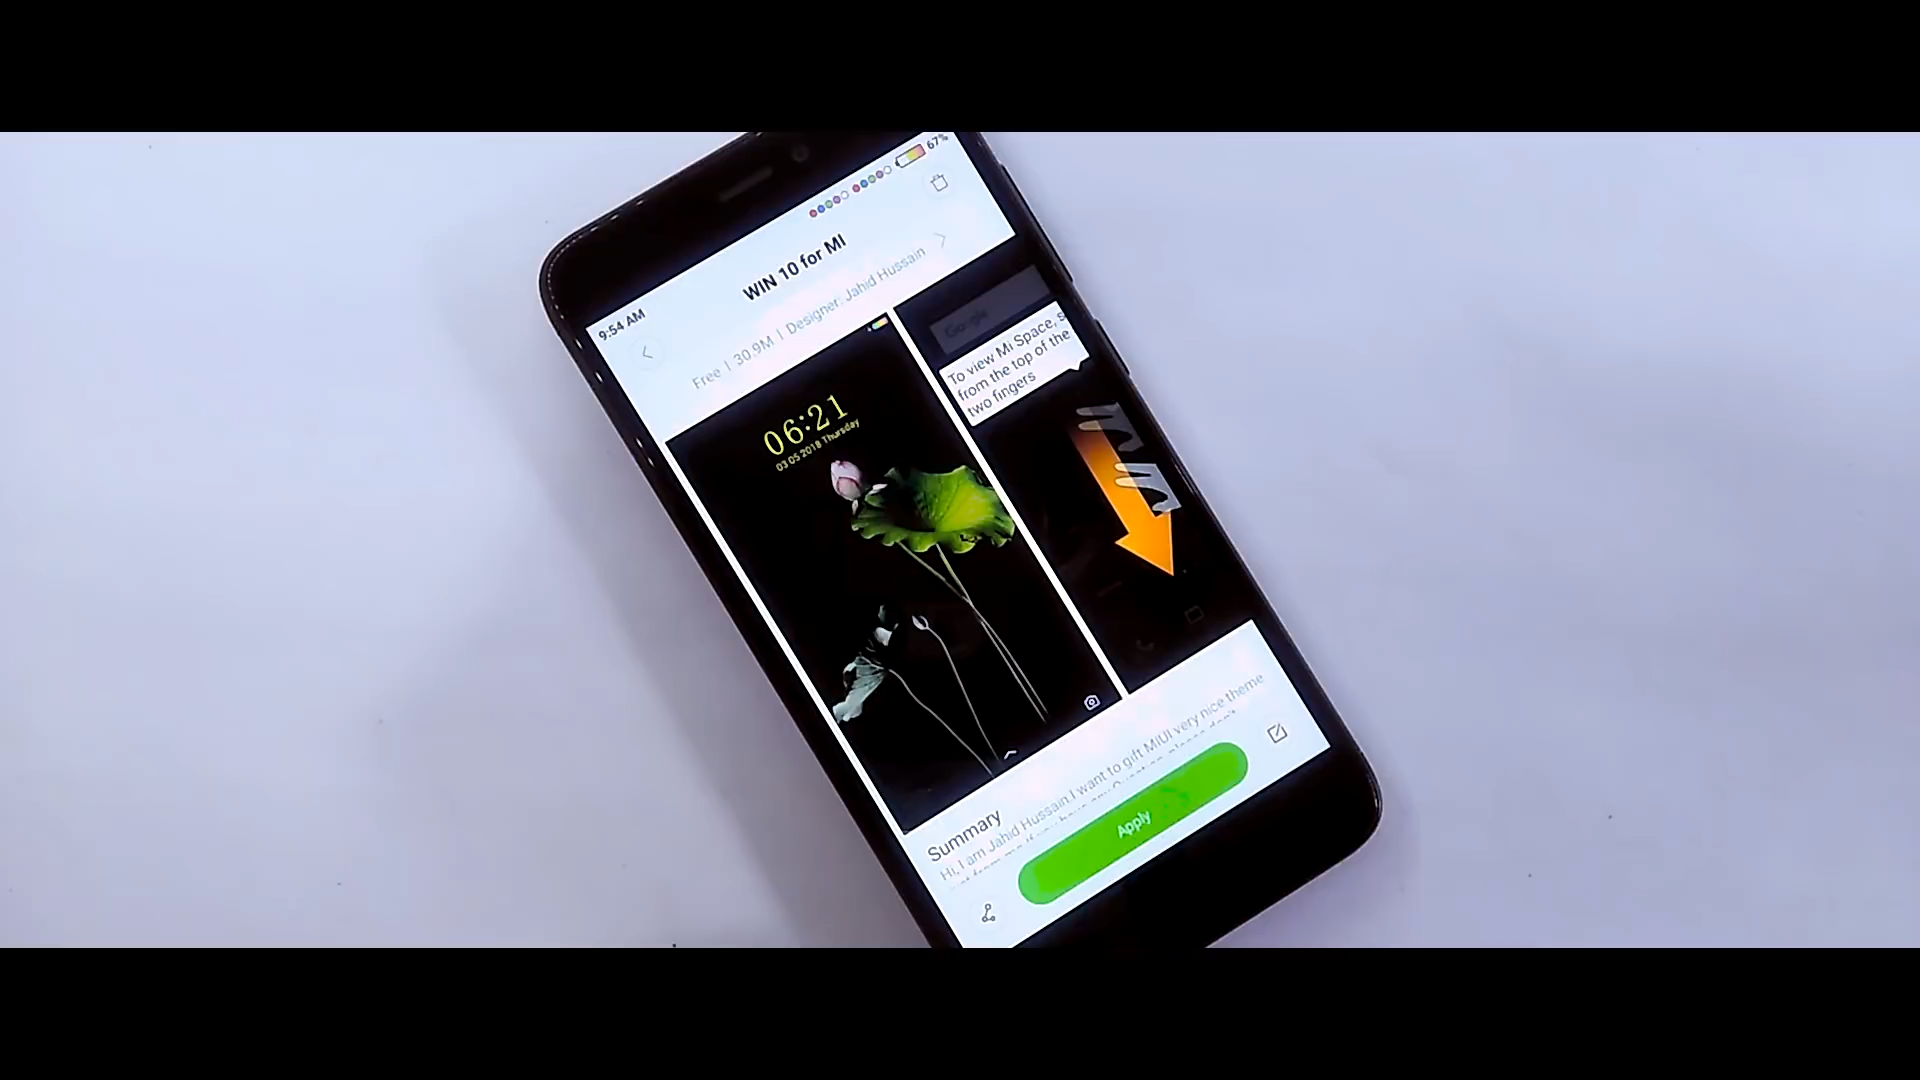 9:54 AM
67%
WIN 10 for MI
Free | 30.9M | Designer: Jahid Hussain
06:21
03 05 2018 Thursday
Google
To view Mi Space, s
from the top of the
two fingers
Summary
Hi, I am Jahid Hussain.I want to gift MIUI very nice theme
Apply